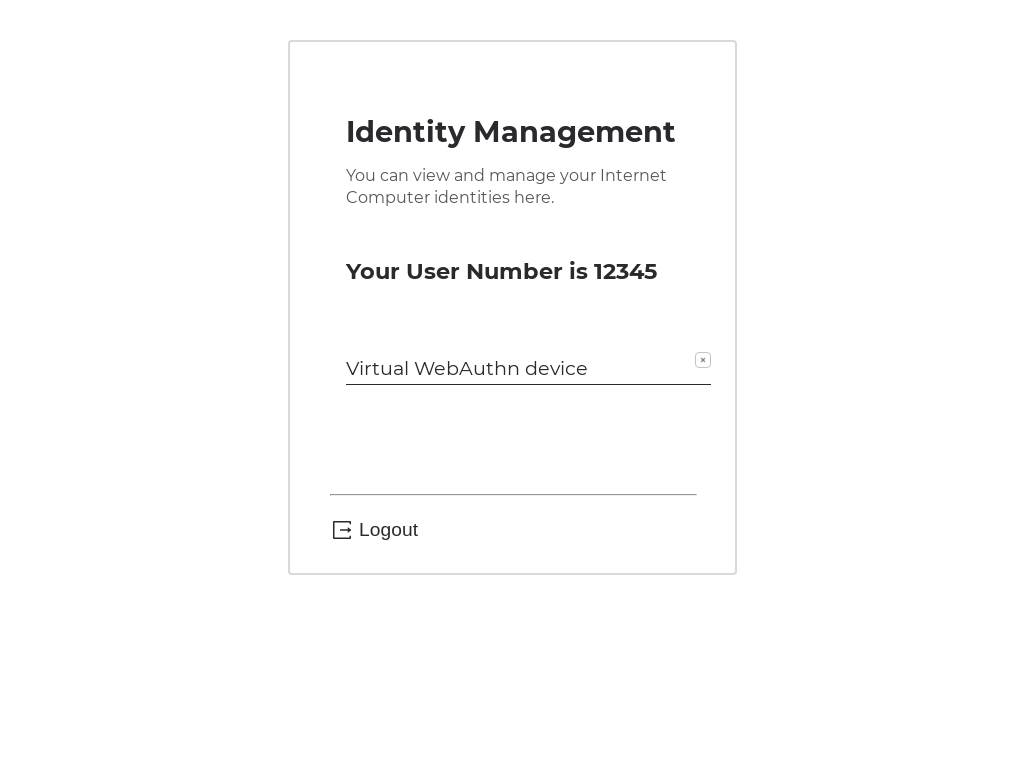 Identity Management
You can view and manage your Internet
Computer identities here.
Your User Number is 12345
Virtual WebAuthn device
Logout